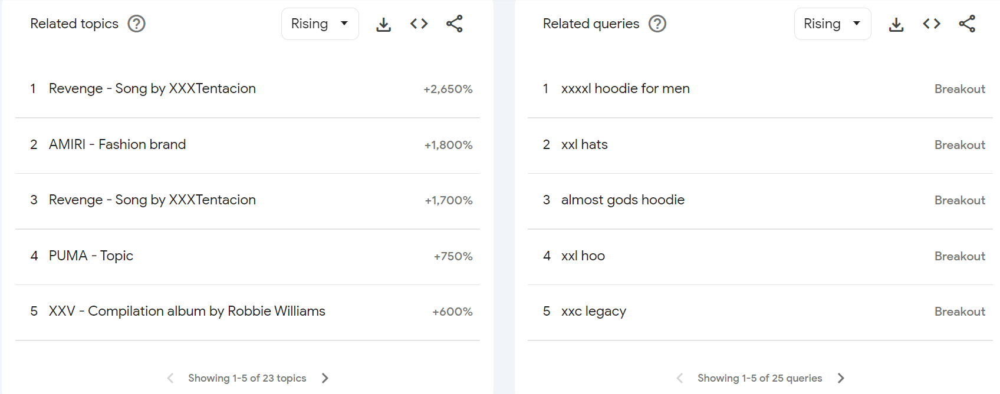 Related topics
Rising
1 Revenge - Song by XXXTentacion +2,650%
2 AMIRI - Fashion brand +1,800%
3 Revenge - Song by XXXTentacion +1,700%
4 PUMA - Topic +750%
5 XXV - Compilation album by Robbie Williams +600%
Showing 1-5 of 23 topics
Related queries
Rising
1 xxxxl hoodie for men Breakout
2 xxl hats Breakout
3 almost gods hoodie Breakout
4 xxl hoo Breakout
5 xxc legacy Breakout
Showing 1-5 of 25 queries